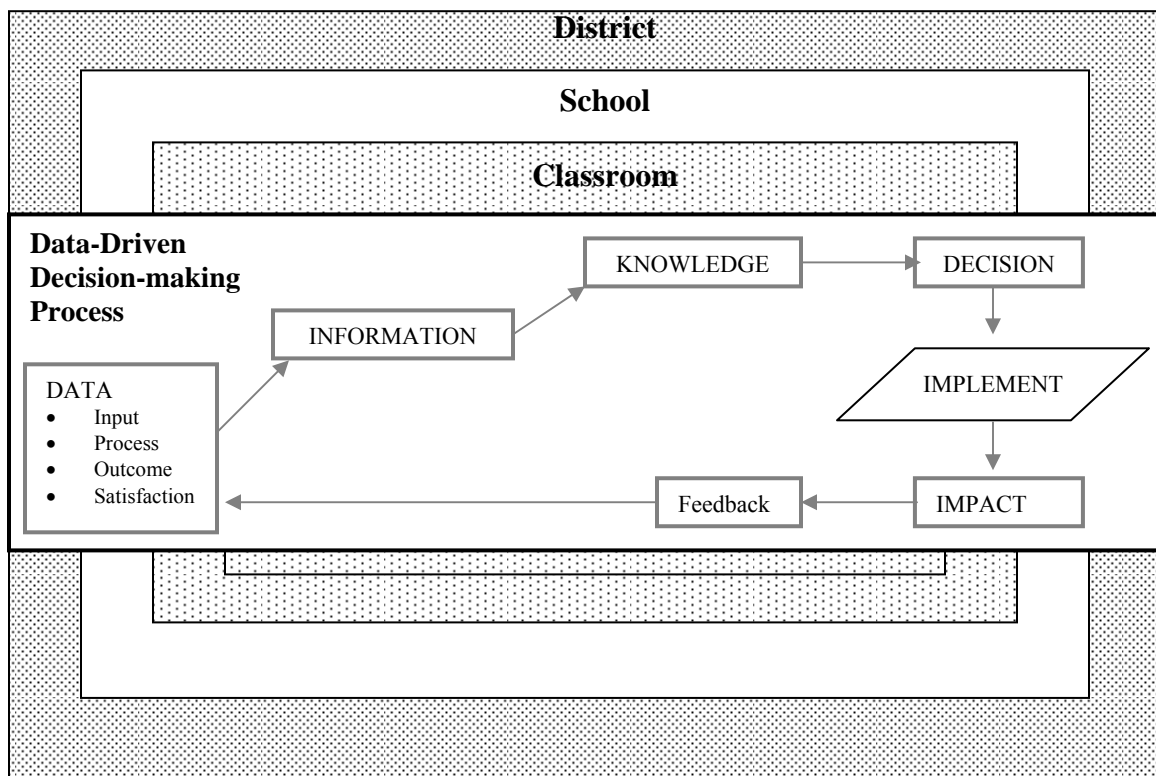 District
School
Classroom
Data-Driven
Decision-making
Process
KNOWLEDGE
DECISION
INFORMATION
IMPLEMENT
DATA
• Input
• Process
• Outcome
• Satisfaction
Feedback
IMPACT